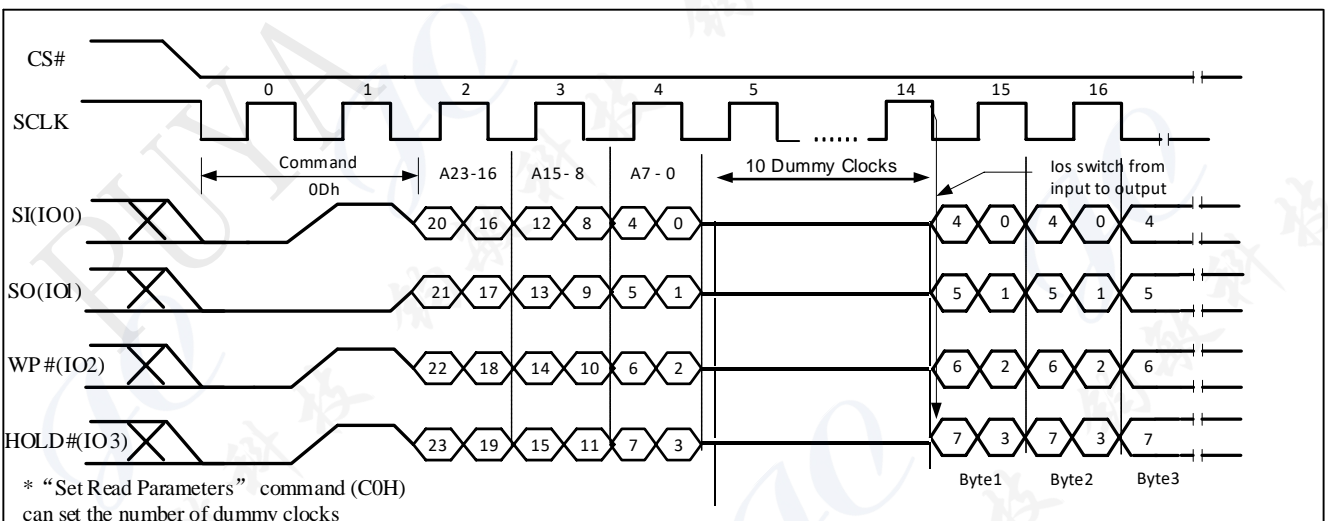 CS#
0 1 2 3 4 5 14 15 16
SCLK
Command
0Dh
A23-16 A15-8 A7-0
10 Dummy Clocks
Ios switch from
input to output
SI(IO0) 20 16 12 8 4 0 4 0 4 0 4
SO(IO1) 21 17 13 9 5 1 5 1 5 1 5
WP#(IO2) 22 18 14 10 6 2 6 2 6 2 6
HOLD#(IO3) 23 19 15 11 7 3 7 3 7 3 7
Byte1 Byte2 Byte3
* “Set Read Parameters” command (C0H)
can set the number of dummy clocks
PUYA